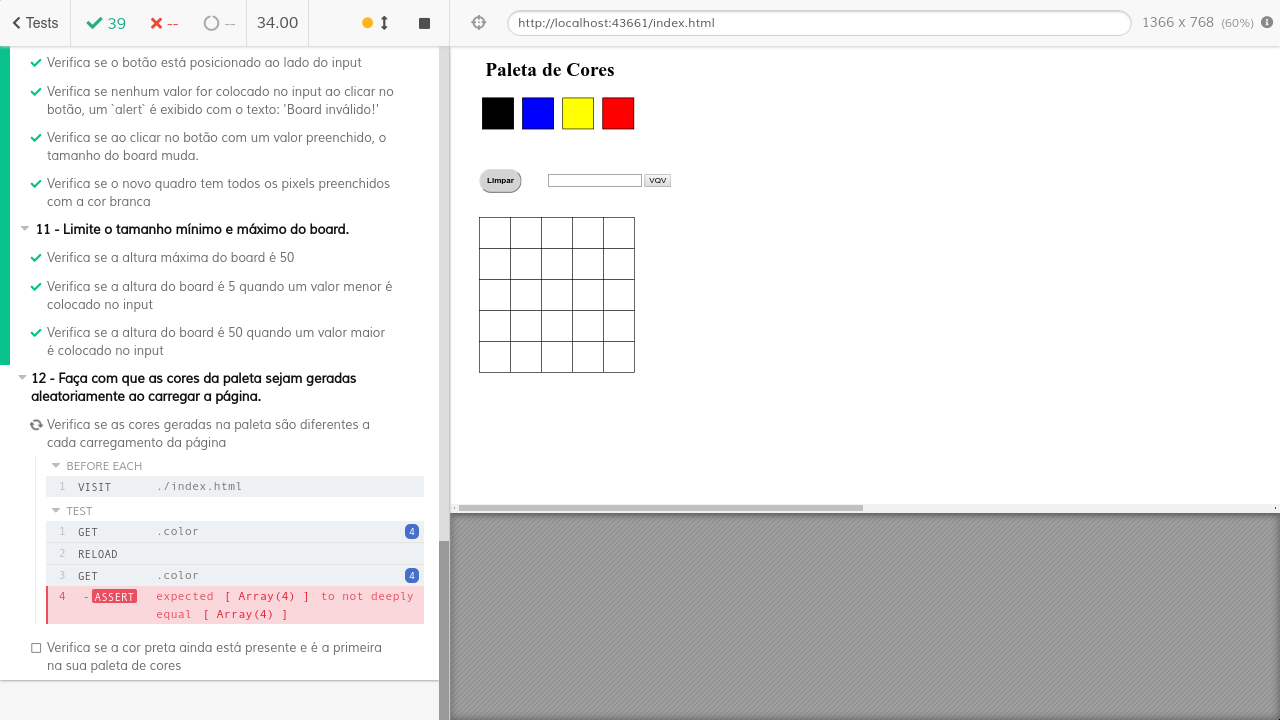 Tests
39
--
--
34.00
http://localhost:43661/index.html
1366 x 768 (60%)
Verifica se o botão está posicionado ao lado do input
Verifica se nenhum valor for colocado no input ao clicar no
botão, um `alert` é exibido com o texto: 'Board inválido!'
Verifica se ao clicar no botão com um valor preenchido, o
tamanho do board muda.
Verifica se o novo quadro tem todos os pixels preenchidos
com a cor branca
11 - Limite o tamanho mínimo e máximo do board.
Verifica se a altura máxima do board é 50
Verifica se a altura do board é 5 quando um valor menor é
colocado no input
Verifica se a altura do board é 50 quando um valor maior
é colocado no input
12 - Faça com que as cores da paleta sejam geradas
aleatoriamente ao carregar a página.
Verifica se as cores geradas na paleta são diferentes a
cada carregamento da página
BEFORE EACH
1 VISIT ./index.html
TEST
1 GET .color 4
2 RELOAD
3 GET .color 4
4 -ASSERT expected [ Array(4) ] to not deeply
equal [ Array(4) ]
Verifica se a cor preta ainda está presente e é a primeira
na sua paleta de cores
Paleta de Cores
Limpar
VQV